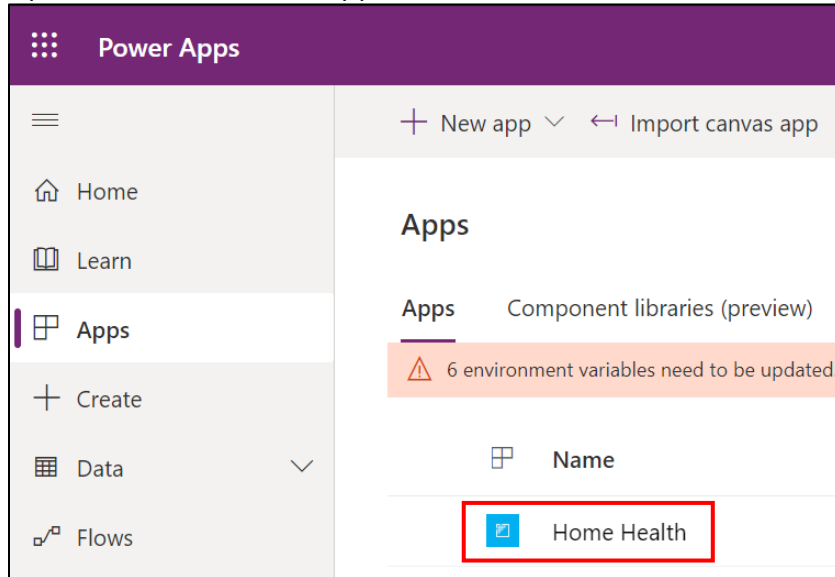 Power Apps
New app
Import canvas app
Home
Learn
Apps
Create
Data
Flows
Apps
Apps
Component libraries (preview)
6 environment variables need to be updated
Name
Home Health